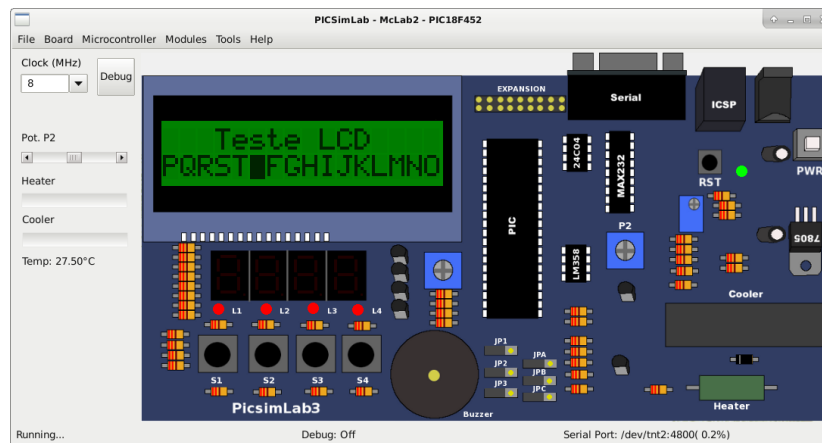 PICSimLab - McLab2 - PIC18F452
File Board Microcontroller Modules Tools Help
Clock (MHz)
8
Debug
Pot. P2
Heater
Cooler
Temp: 27.50°C
Teste LCD
PQRST█FGHIJKLMNO
EXPANSION
Serial
ICSP
24C04
MAX232
RST
PWR
PIC
P2
LM358
7805
L1 L2 L3 L4
Cooler
S1 S2 S3 S4
JP1
JPA
JP2
JPB
JP3
JPC
Heater
PicsimLab3
Buzzer
Running...
Debug: Off
Serial Port: /dev/tnt2:4800( 0.2%)